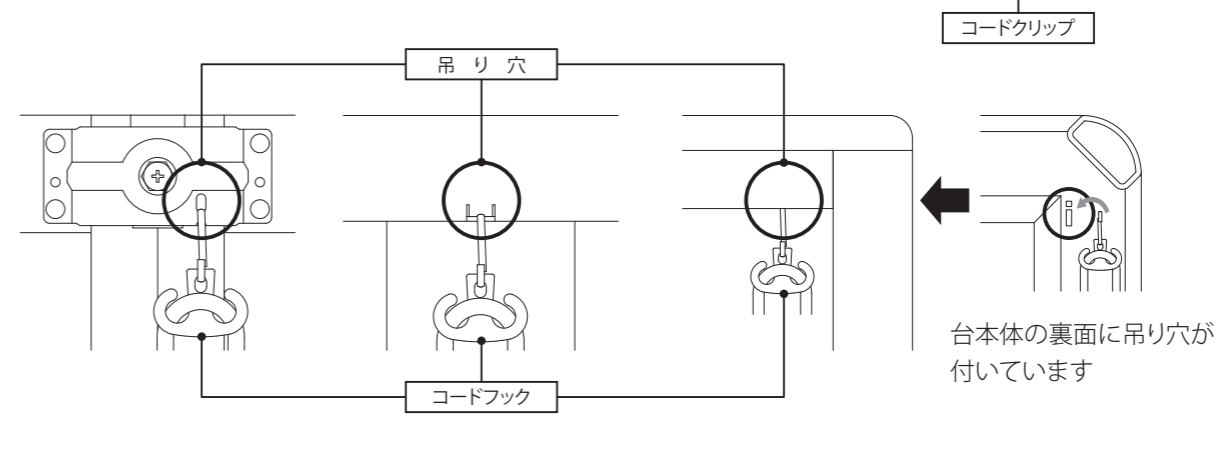 コードクリップ
吊り穴
コードフック
台本体の裏面に吊り穴が
付いています